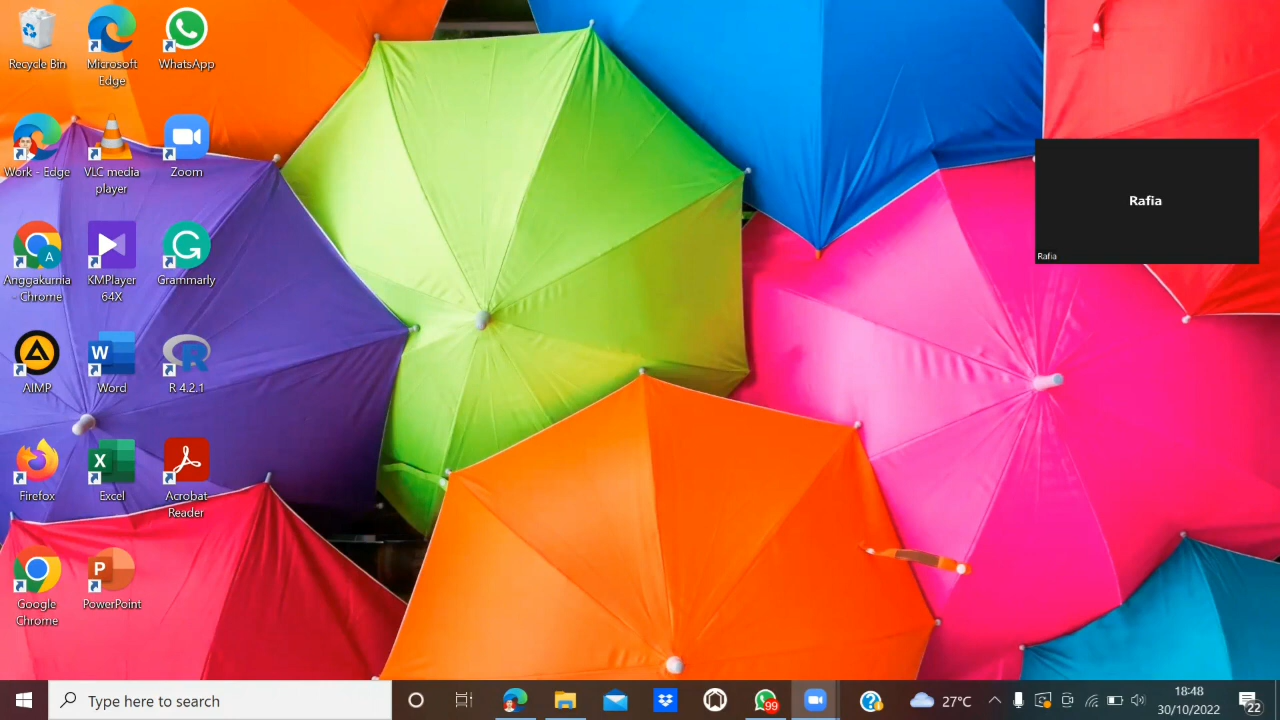 Recycle Bin
Microsoft
Edge
WhatsApp
Work - Edge
VLC media
player
Zoom
Anggakurnia
- Chrome
KMPlayer
64X
Grammarly
AIMP
Word
R 4.2.1
Firefox
Excel
Acrobat
Reader
Google
Chrome
PowerPoint
Rafia
Rafia
Type here to search
99
27°C
18:48
30/10/2022
22